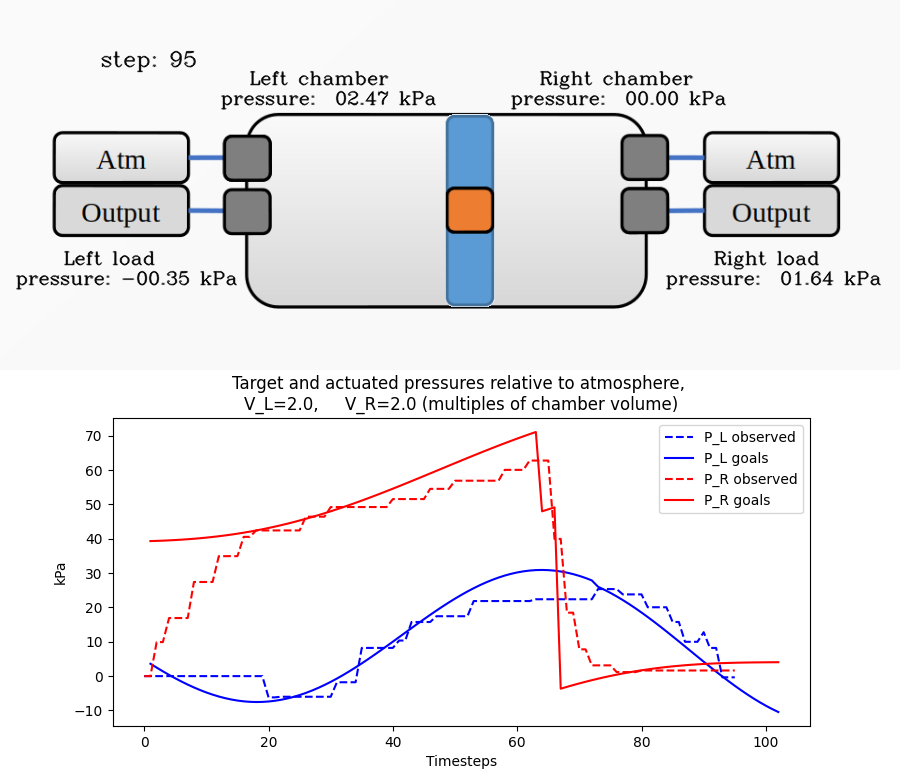 step: 95
Left chamber
pressure: 02.47 kPa
Right chamber
pressure: 00.00 kPa
Atm
Output
Atm
Output
Left load
pressure: -00.35 kPa
Right load
pressure: 01.64 kPa
Target and actuated pressures relative to atmosphere,
V_L=2.0, V_R=2.0 (multiples of chamber volume)
P_L observed
P_L goals
P_R observed
P_R goals
kPa
70
60
50
40
30
20
10
0
−10
0 20 40 60 80 100
Timesteps